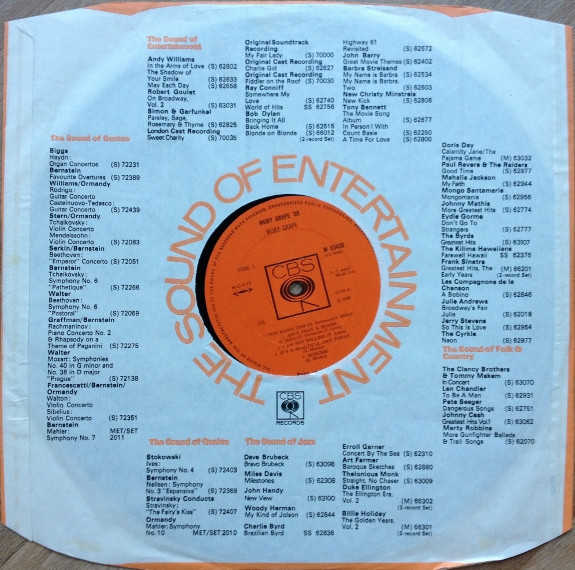 The Sound of
Entertainment
Andy Williams
In the Arms of Love (S) 62802
The Shadow of
Your Smile (S) 62633
May Each Day (S) 62658
Robert Goulet
On Broadway,
Vol. 2 (S) 63031
Simon & Garfunkel
Parsley, Sage,
Rosemary & Thyme (S) 62825
London Cast Recording
Sweet Charity (S) 70035
Original Soundtrack
Recording
My Fair Lady (S) 70000
Original Cast Recording
Charlie Girl (S) 62627
Original Cast Recording
Fiddler on the Roof (S) 70030
Ray Conniff
Somewhere My
Love (S) 62740
World of Hits SS 62756
Bob Dylan
Bringing It All
Back Home (S) 62515
Blonde on Blonde (S) 66012
(2-record Set)
Highway 61
Revisited (S) 62572
John Barry
Great Movie Themes (S) 62402
Barbra Streisand
My Name is Barbra (S) 62534
My Name is Barbra,
Two (S) 62603
New Christy Minstrels
New Kick (S) 62808
Tony Bennett
The Movie Song
Album (S) 62677
In Person! With
Count Basie (S) 62250
A Time for Love (S) 62800
The Sound of Genius
Biggs
Haydn:
Organ Concertos (S) 72231
Bernstein
Favourite Overtures (S) 72389
Williams/Ormandy
Rodrigo:
Guitar Concerto
Castelnuovo-Tedesco:
Guitar Concerto (S) 72439
Stern/Ormandy
Tchaikovsky:
Violin Concerto
Mendelssohn:
Violin Concerto (S) 72083
Serkin/Bernstein
Beethoven:
"Emperor" Concerto (S) 72051
Bernstein
Tchaikovsky:
Symphony No. 6
"Pathetique" (S) 72266
Walter
Beethoven:
Symphony No. 6
"Pastoral" (S) 72069
Graffman/Bernstein
Rachmaninov:
Piano Concerto No. 2
& Rhapsody on a
Theme of Paganini (S) 72275
Walter
Mozart: Symphonies
No. 40 in G minor and
No. 38 in D major
"Prague" (S) 72138
Francescatti/Bernstein/
Ormandy
Walton:
Violin Concerto
Sibelius:
Violin Concerto (S) 72351
Bernstein
Mahler: MET/SET
Symphony No. 7 2011
THE SOUND OF ENTERTAINMENT
MOBY GRAPE '69
MOBY GRAPE
SIDE 1
MONO
CBS
M 63430
Doris Day
Calamity Jane/The
Pajama Game (M) 63032
Paul Revere & The Raiders
Good Time (S) 62977
Mahalia Jackson
My Faith (S) 62944
Mongo Santamaria
Mongomania (S) 62956
Johnny Mathis
More Greatest Hits (S) 62774
Eydie Gorme
Don't Go To
Strangers (S) 62777
The Byrds
Greatest Hits (S) 63107
The Kilima Hawaiians
Farewell Hawaii SS 62376
Frank Sinatra
Greatest Hits, The (M) 66201
Early Years (2-record Set)
Les Compagnons de la
Chanson
A Bobino (S) 62646
Julie Andrews
Broadway's Fair
Julie (S) 62018
Jerry Stevens
So This is Love (S) 62954
The Cyrkle
Neon (S) 62977
The Sound of Folk &
Country
The Clancy Brothers
& Tommy Makem
In Concert (S) 63070
Len Chandler
To Be A Man (S) 62931
Pete Seeger
Dangerous Songs (S) 62751
Johnny Cash
Greatest Hits Vol.1 (S) 63062
Marty Robbins
More Gunfighter Ballads
& Trail Songs (S) 62070
CBS
RECORDS
The Sound of Genius
Stokowski
Ives:
Symphony No. 4 (S) 72403
Bernstein
Neilsen: Symphony
No. 3 "Espansiva" (S) 72369
Stravinsky Conducts
Stravinsky:
"The Fairy's Kiss" (S) 72407
Ormandy
Mahler: Symphony
No. 10 MET/SET 2010
The Sound of Jazz
Dave Brubeck
Bravo Brubeck (S) 63098
Miles Davis
Milestones (S) 62308
John Handy
New View (S) 63100
Woody Herman
My Kind of Jolson (S) 62844
Charlie Byrd
Brazilian Byrd SS 62836
Erroll Garner
Concert By The Sea (S) 62310
Art Farmer
Baroque Sketches (S) 62880
Thelonious Monk
Straight, No Chaser (S) 63009
Duke Ellington
The Ellington Era,
Vol. 2 (M) 66302
(3-record Set)
Billie Holiday
The Golden Years,
Vol. 2 (M) 66301
(3-record Set)